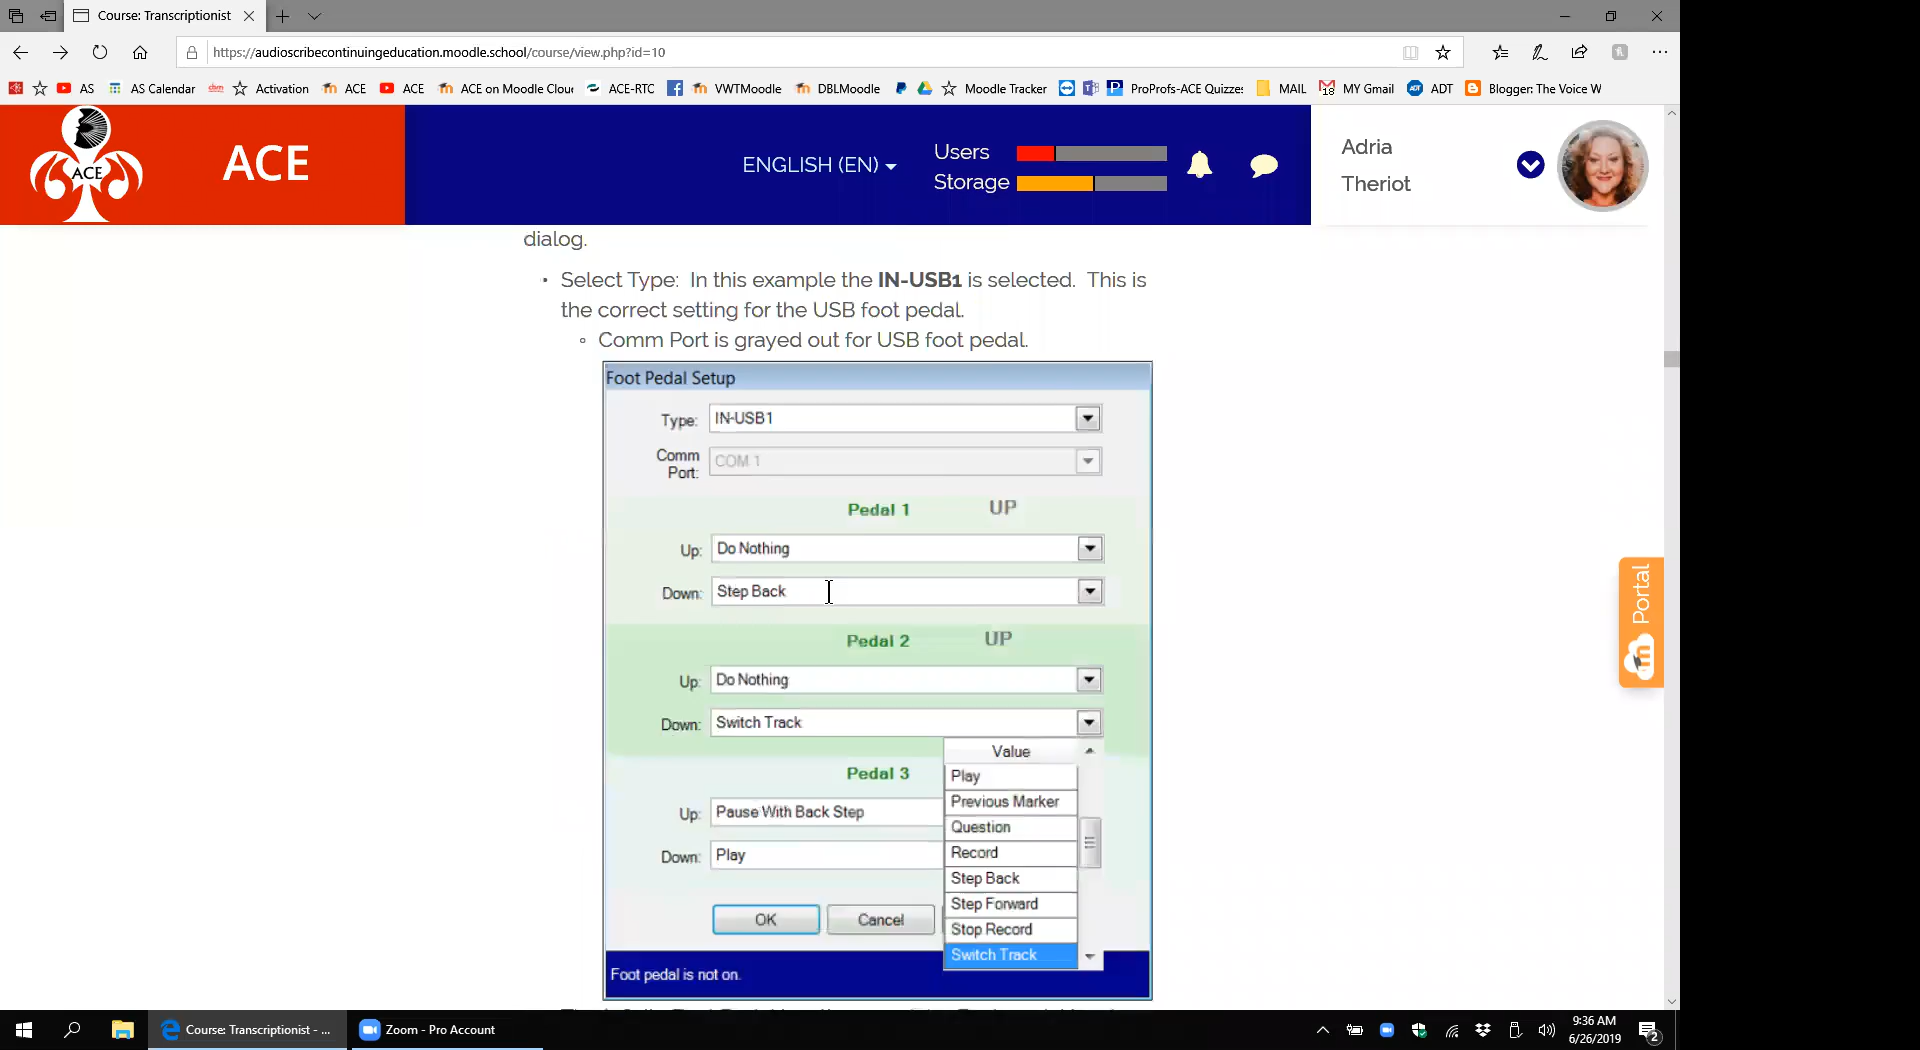 Course: Transcriptionist
https://audioscribecontinuingeducation.moodle.school/course/view.php?id=10
AS AS Calendar Activation ACE ACE ACE on Moodle Clou ACE-RTC VWTMoodle DBLMoodle Moodle Tracker ProProfs-ACE Quizzes MAIL MY Gmail ADT Blogger: The Voice W
ACE
ACE
ENGLISH (EN)
Users
Storage
Adria
Theriot
dialog.
• Select Type: In this example the IN-USB1 is selected. This is
the correct setting for the USB foot pedal.
◦ Comm Port is grayed out for USB foot pedal.
Foot Pedal Setup
Type: IN-USB1
Comm Port: COM 1
Pedal 1 UP
Up: Do Nothing
Down: Step Back
Pedal 2 UP
Up: Do Nothing
Down: Switch Track
Value
Play
Previous Marker
Question
Record
Step Back
Step Forward
Stop Record
Switch Track
Pedal 3
Up: Pause With Back Step
Down: Play
OK Cancel
Foot pedal is not on.
Portal
Course: Transcriptionist - ...
Zoom - Pro Account
9:36 AM
6/26/2019
2